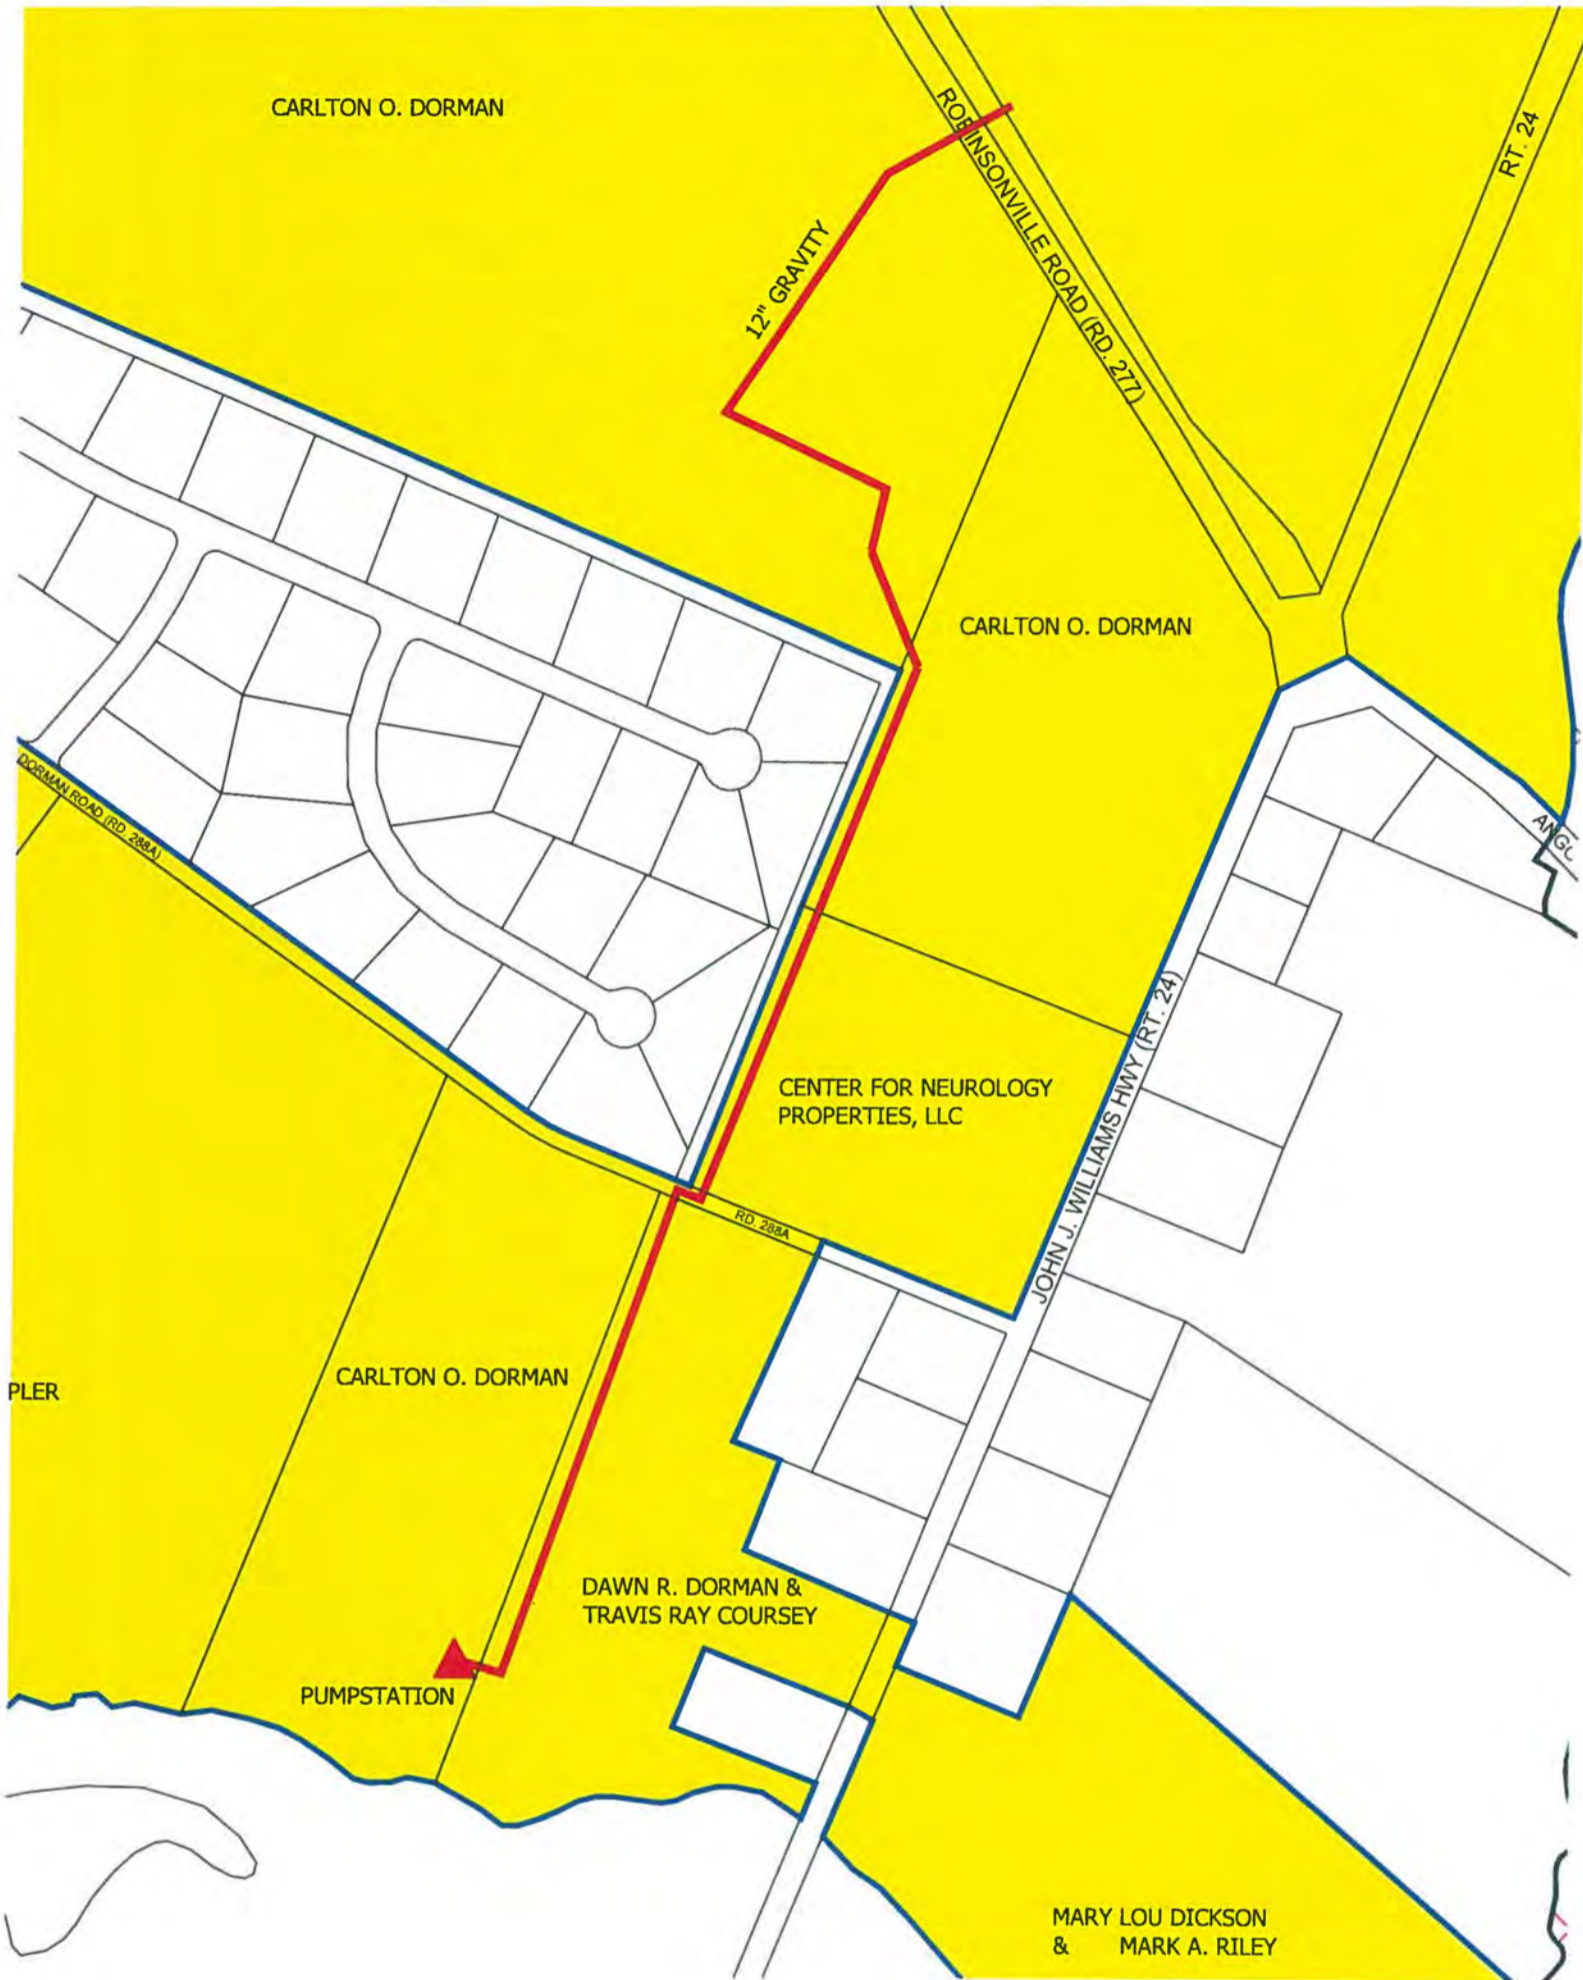 CARLTON O. DORMAN
ROBINSONVILLE ROAD (RD. 277)
RT. 24
12" GRAVITY
CARLTON O. DORMAN
DORMAN ROAD (RD. 288A)
ANGO
JOHN J. WILLIAMS HWY (RT. 24)
CENTER FOR NEUROLOGY
PROPERTIES, LLC
RD. 288A
CARLTON O. DORMAN
PLER
DAWN R. DORMAN &
TRAVIS RAY COURSEY
PUMPSTATION
MARY LOU DICKSON
& MARK A. RILEY